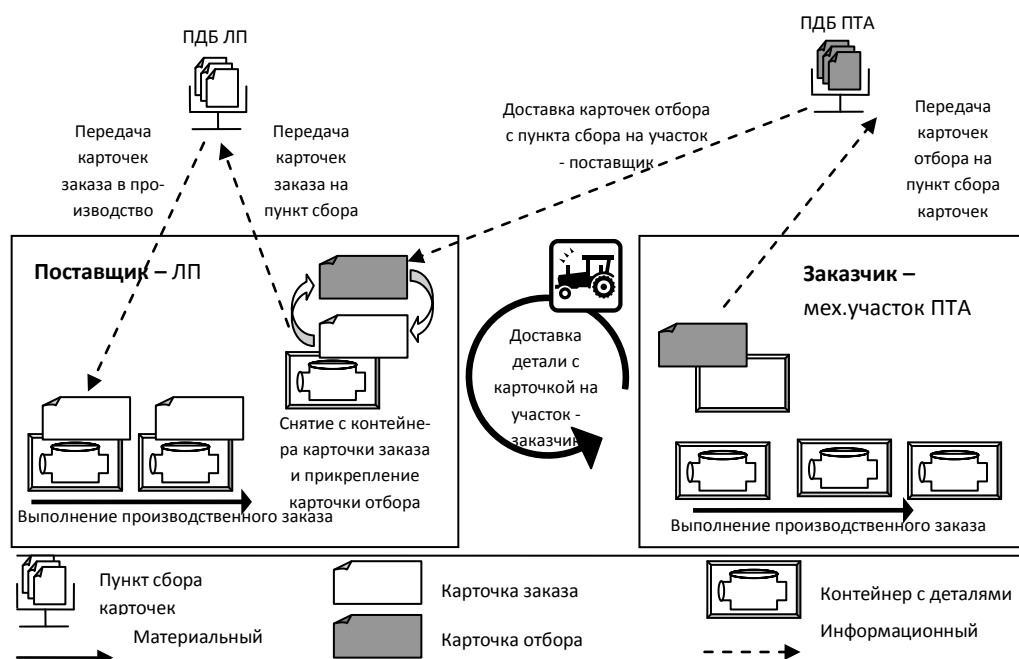 ПДБ ЛП
ПДБ ПТА
Передача
карточек
заказа в про-
изводство
Передача
карточек
заказа на
пункт сбора
Доставка карточек отбора
с пункта сбора на участок
- поставщик
Передача
карточек
отбора на
пункт сбора
карточек
Поставщик – ЛП
Снятие с контейне-
ра карточки заказа
и прикрепление
карточки отбора
Выполнение производственного заказа
Доставка
детали с
карточкой на
участок -
заказчик
Заказчик –
мех.участок ПТА
Выполнение производственного заказа
Пункт сбора
карточек
Материальный
Карточка заказа
Карточка отбора
Контейнер с деталями
Информационный